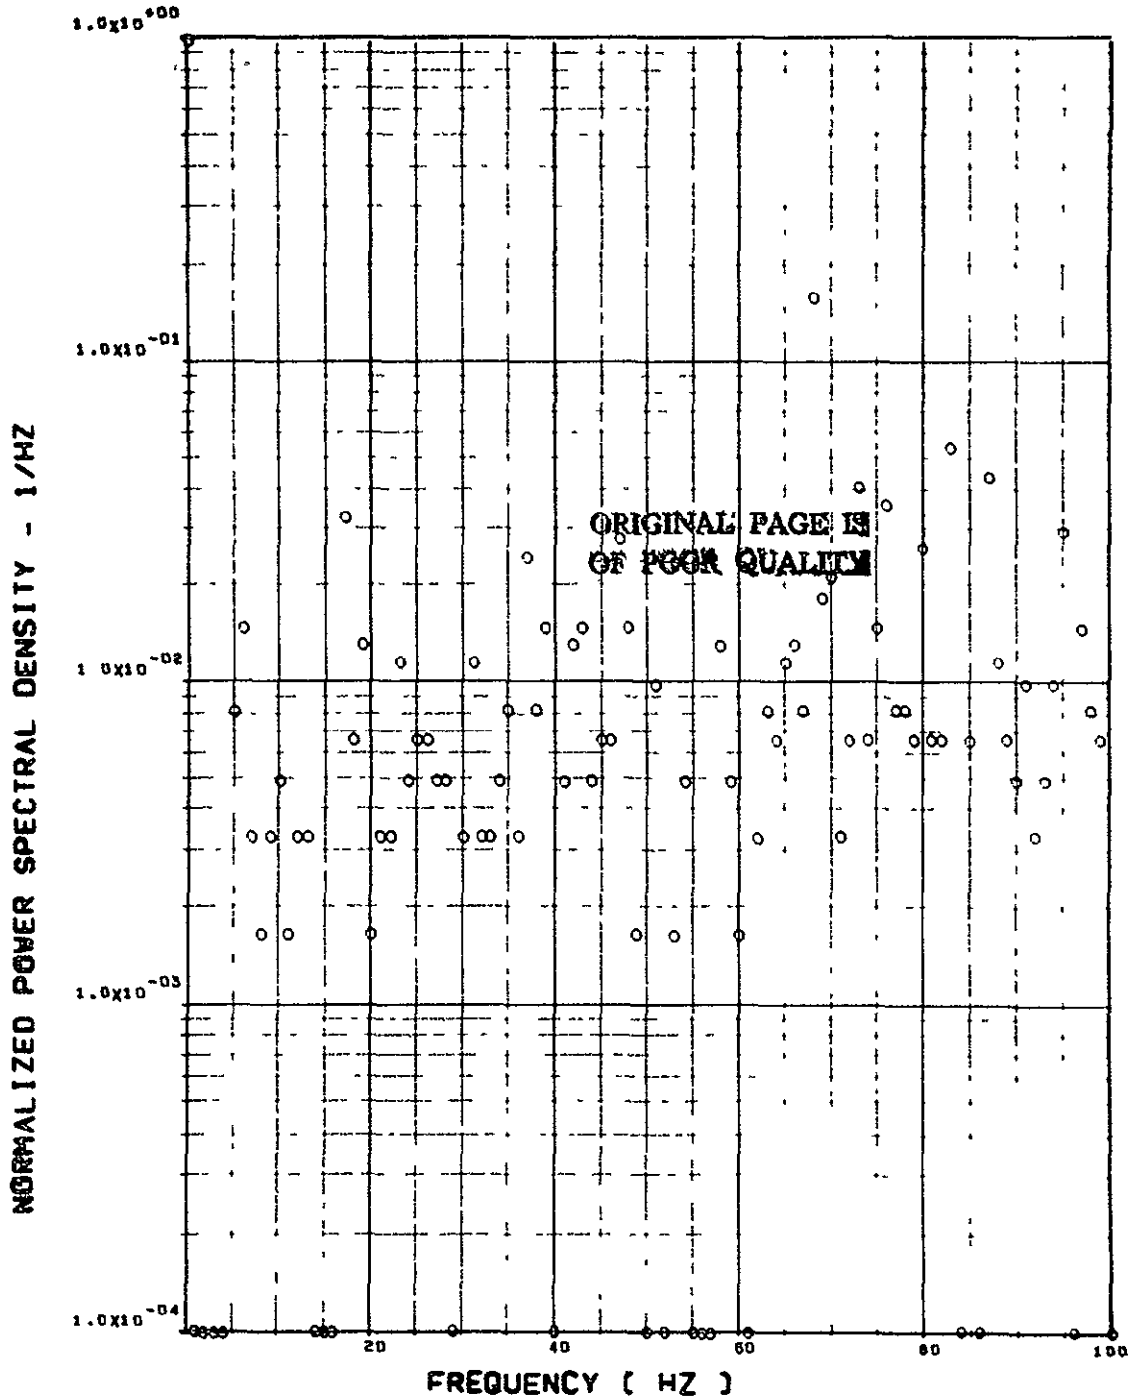 1.0X10+00
1.0X10-01
1.0X10-02
1.0X10-03
1.0X10-04
NORMALIZED POWER SPECTRAL DENSITY - 1/HZ
ORIGINAL PAGE IS
OF POOR QUALITY
20 40 60 80 100
FREQUENCY ( HZ )